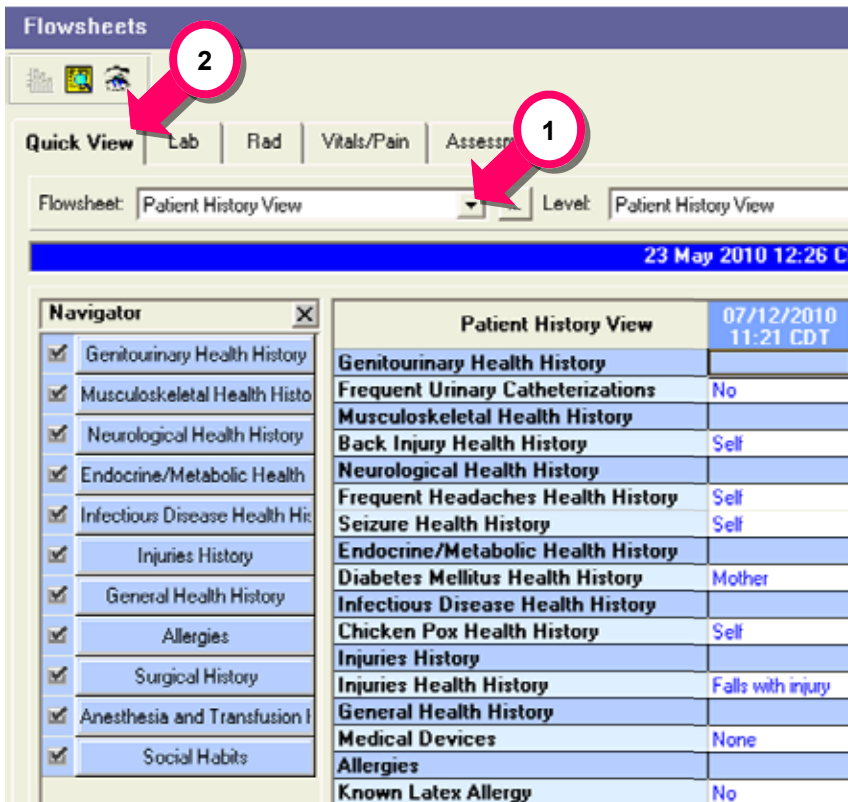 Flowsheets
2
Quick View Lab Rad Vitals/Pain Assessm
1
Flowsheet: Patient History View ... Level: Patient History View
23 May 2010 12:26 C
Navigator
Genitourinary Health History
Musculoskeletal Health Histo
Neurological Health History
Endocrine/Metabolic Health
Infectious Disease Health His
Injuries History
General Health History
Allergies
Surgical History
Anesthesia and Transfusion H
Social Habits
Patient History View 07/12/2010
11:21 CDT
Genitourinary Health History
Frequent Urinary Catheterizations No
Musculoskeletal Health History
Back Injury Health History Self
Neurological Health History
Frequent Headaches Health History Self
Seizure Health History Self
Endocrine/Metabolic Health History
Diabetes Mellitus Health History Mother
Infectious Disease Health History
Chicken Pox Health History Self
Injuries History
Injuries Health History Falls with injury
General Health History
Medical Devices None
Allergies
Known Latex Allergy No